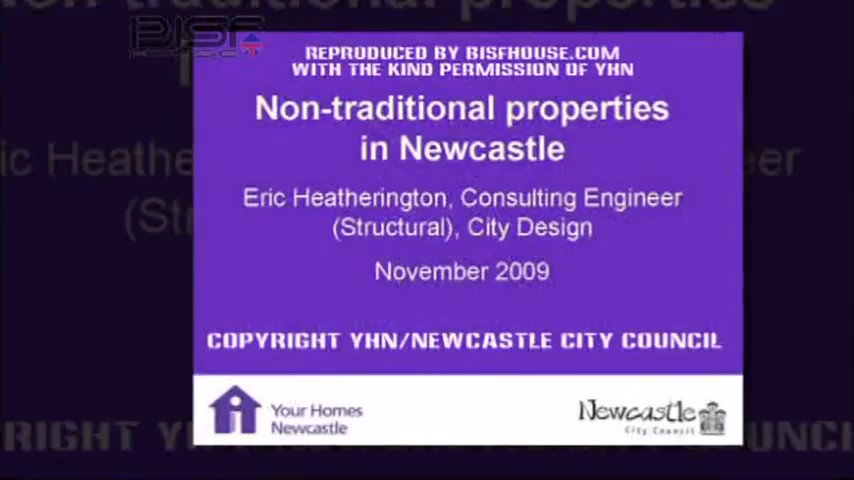 BISF
REPRODUCED BY BISFHOUSE.COM
WITH THE KIND PERMISSION OF YHN
Non-traditional properties
in Newcastle
Eric Heatherington, Consulting Engineer
(Structural), City Design
November 2009
COPYRIGHT YHN/NEWCASTLE CITY COUNCIL
Your Homes
Newcastle
Newcastle
City Council